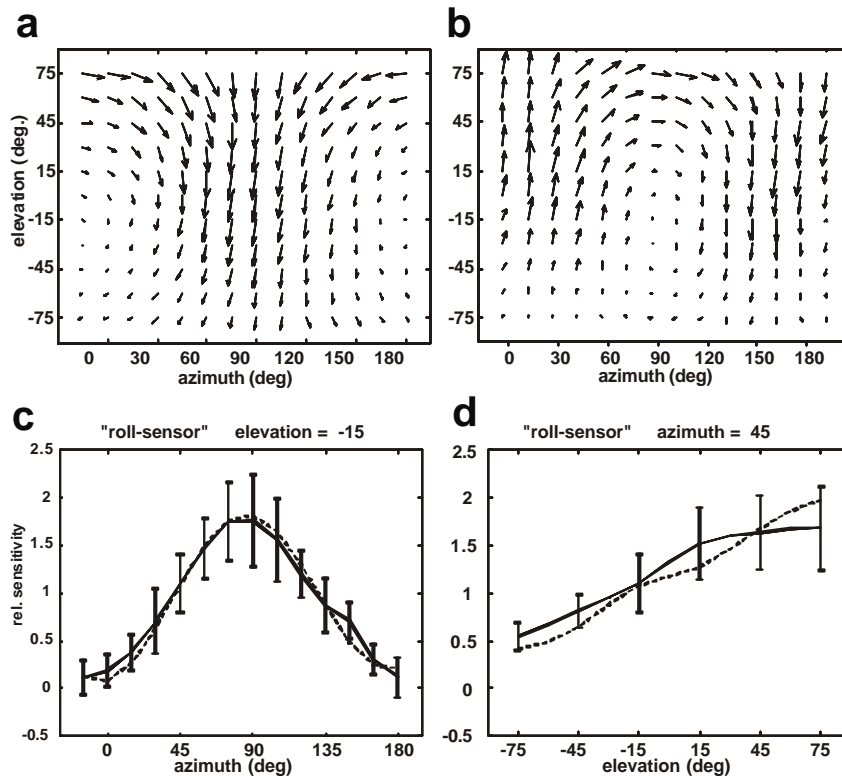 a
75
45
15
-15
-45
-75
elevation (deg.)
0 30 60 90 120 180
azimuth (deg)
b
75
45
15
-15
-45
-75
0 30 60 90 130 180
azimuth (deg)
c
"roll-sensor" elevation = -15
2.5
2
1.5
1
0.5
0
-0.5
rel. sensitivity
0 45 90 135 180
azimuth (deg)
d
"roll-sensor" azimuth = 45
2.5
2
1.5
1
0.5
0
-0.5
-75 -45 -15 15 45 75
elevation (deg)